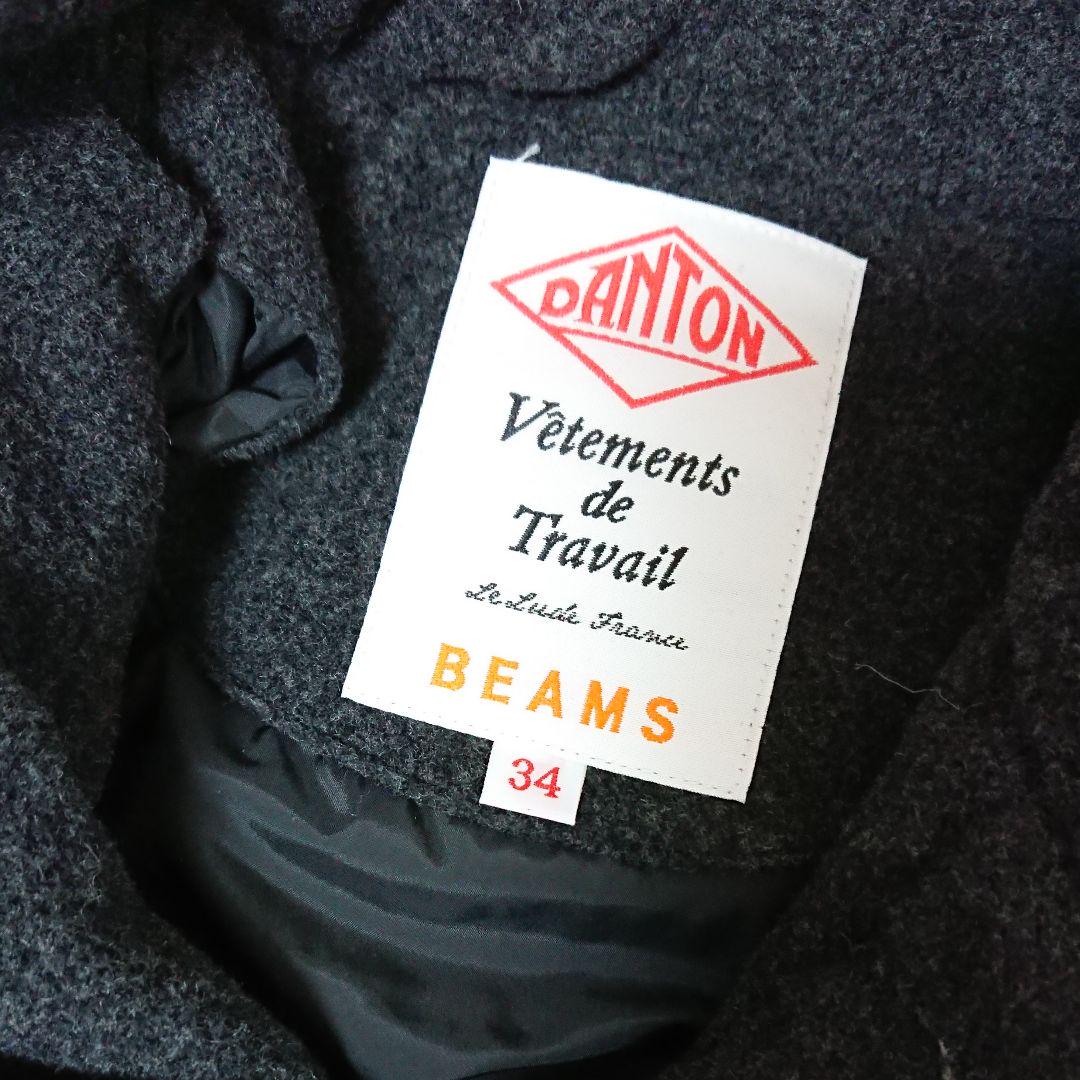 DANTON
Vêtements
de
Travail
Le Lude France
BEAMS
34